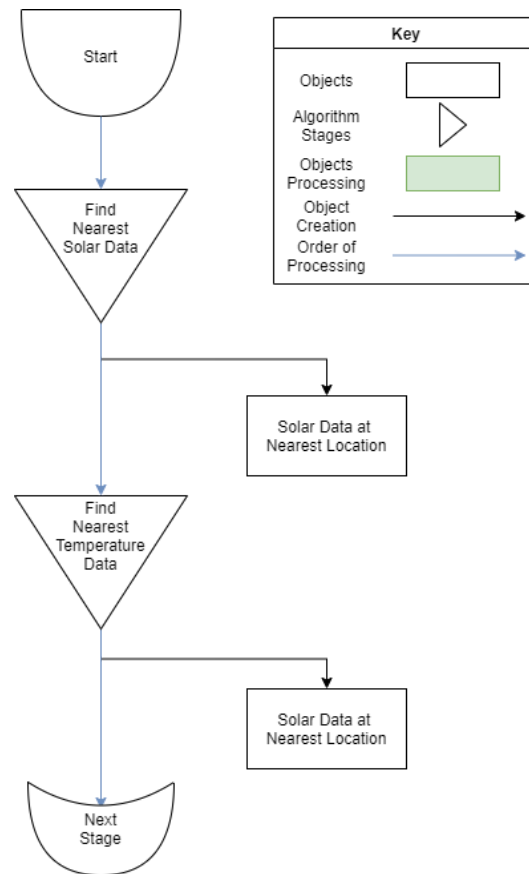 Start
Key
Objects
Algorithm
Stages
Objects
Processing
Object
Creation
Order of
Processing
Find
Nearest
Solar Data
Solar Data at
Nearest Location
Find
Nearest
Temperature
Data
Solar Data at
Nearest Location
Next
Stage